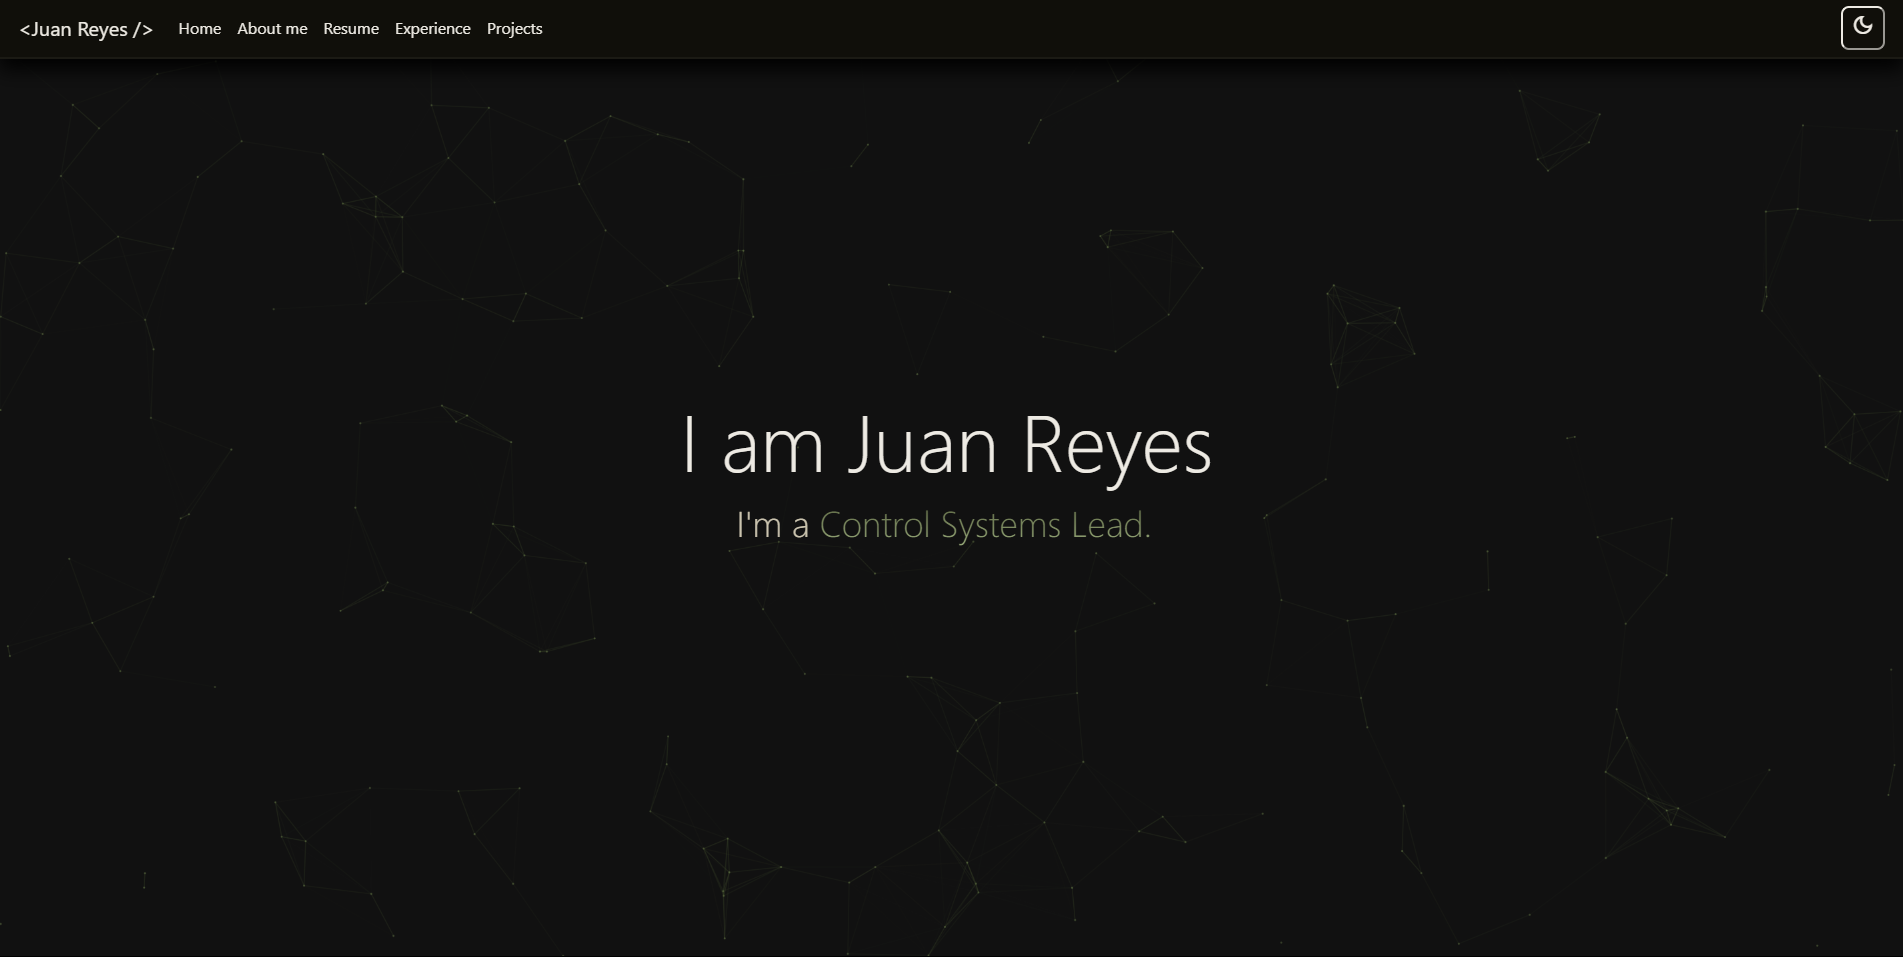 <Juan Reyes />
Home About me Resume Experience Projects
I am Juan Reyes
I'm a Control Systems Lead.